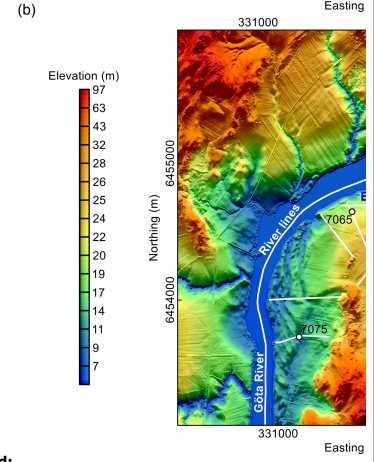 Easting
(b)
331000
Elevation (m)
97
63
43
32
28
26
25
24
22
20
19
17
14
11
9
7
Northing (m)
6455000
6454000
River lines
E
7065
7075
Göta River
331000
Easting
d: